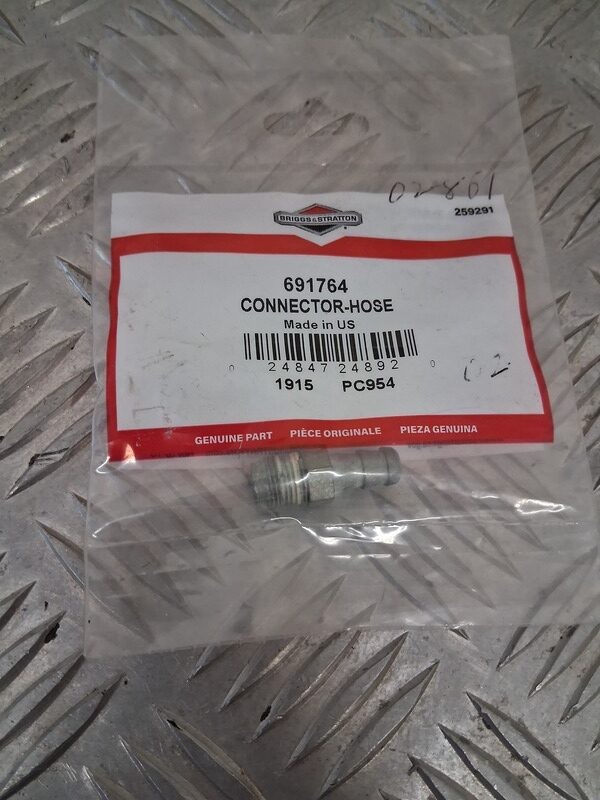 02801
259291
BRIGGS & STRATTON
691764
CONNECTOR-HOSE
Made in US
0 24847 24892 0
1915 PC954
02
GENUINE PART PIÈCE ORIGINALE PIEZA GENUINA